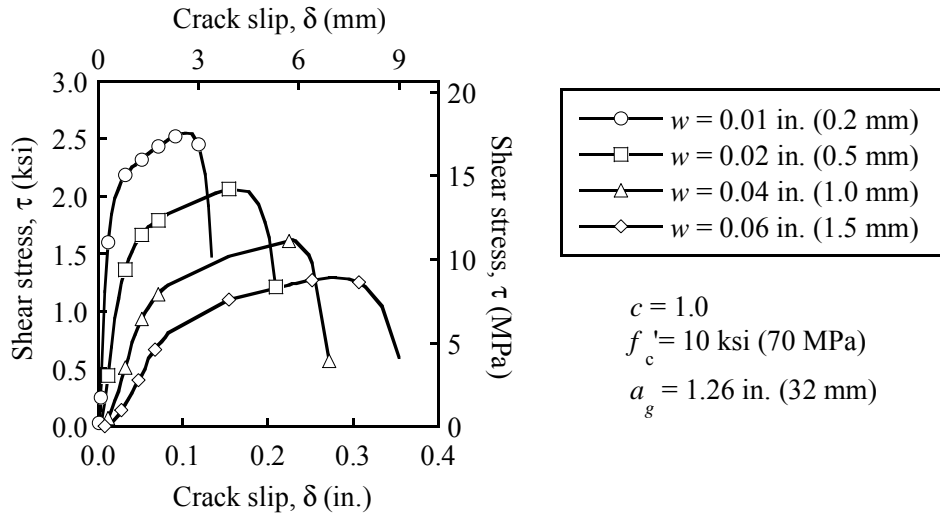 Crack slip, δ (mm)
0 3 6 9
3.0
2.5
2.0
1.5
1.0
0.5
0.0
Shear stress, τ (ksi)
20
15
10
5
0
Shear stress, τ (MPa)
0.0 0.1 0.2 0.3 0.4
Crack slip, δ (in.)
w = 0.01 in. (0.2 mm)
w = 0.02 in. (0.5 mm)
w = 0.04 in. (1.0 mm)
w = 0.06 in. (1.5 mm)
c = 1.0
f_c'= 10 ksi (70 MPa)
a_g = 1.26 in. (32 mm)